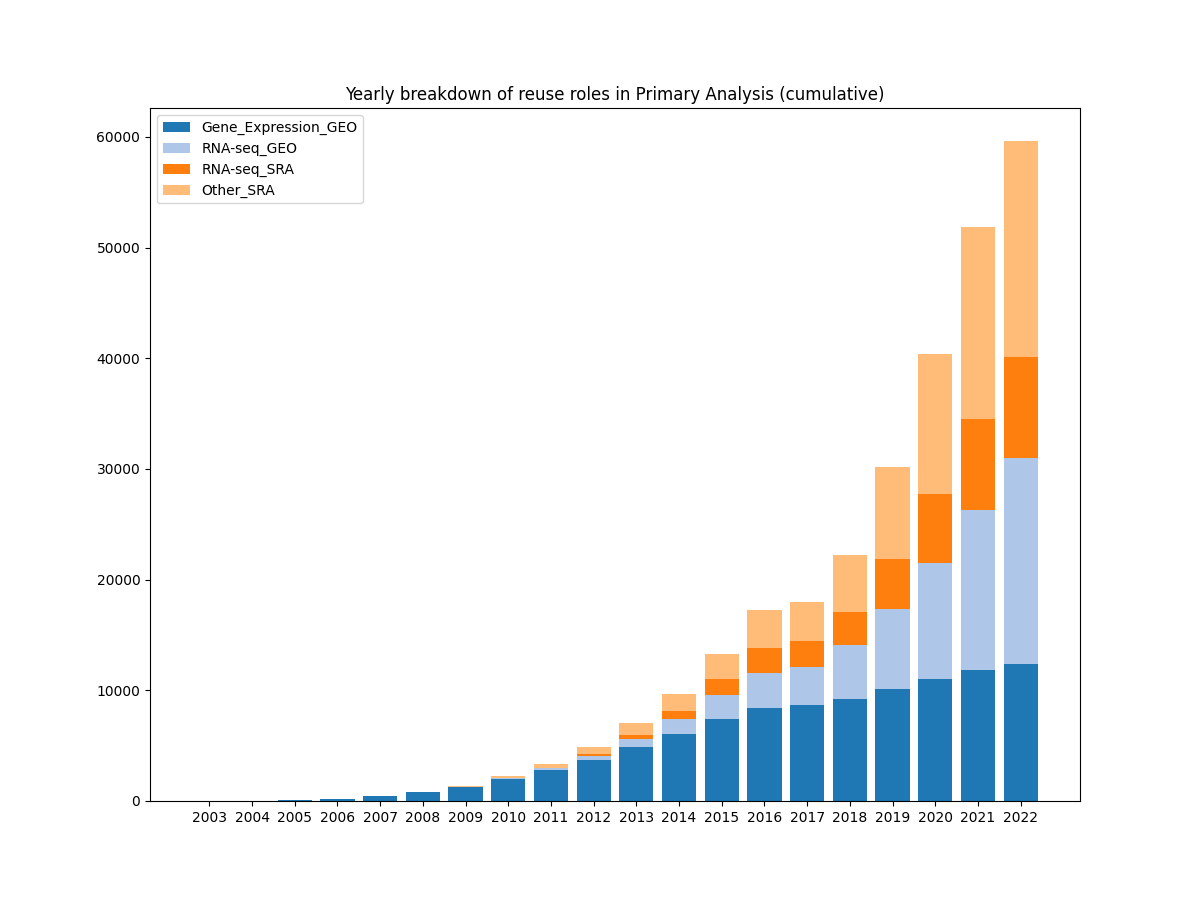 Yearly breakdown of reuse roles in Primary Analysis (cumulative)
Gene_Expression_GEO
RNA-seq_GEO
RNA-seq_SRA
Other_SRA
60000
50000
40000
30000
20000
10000
0
2003 2004 2005 2006 2007 2008 2009 2010 2011 2012 2013 2014 2015 2016 2017 2018 2019 2020 2021 2022